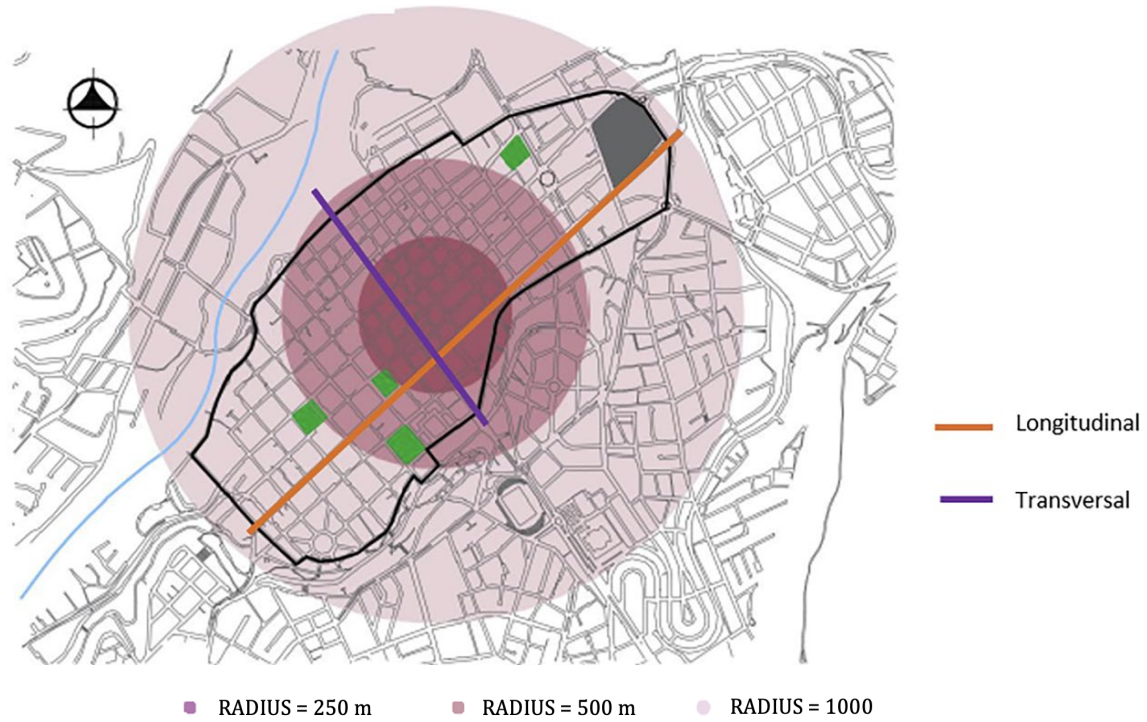 Longitudinal
Transversal
RADIUS = 250 m
RADIUS = 500 m
RADIUS = 1000